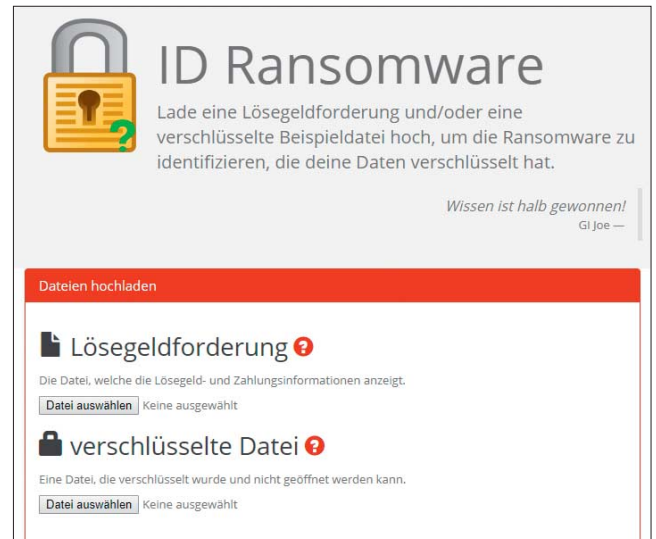 ID Ransomware
Lade eine Lösegeldforderung und/oder eine
verschlüsselte Beispieldatei hoch, um die Ransomware zu
identifizieren, die deine Daten verschlüsselt hat.
Wissen ist halb gewonnen!
GI Joe —
Dateien hochladen
Lösegeldforderung ?
Die Datei, welche die Lösegeld- und Zahlungsinformationen anzeigt.
Datei auswählen Keine ausgewählt
verschlüsselte Datei ?
Eine Datei, die verschlüsselt wurde und nicht geöffnet werden kann.
Datei auswählen Keine ausgewählt